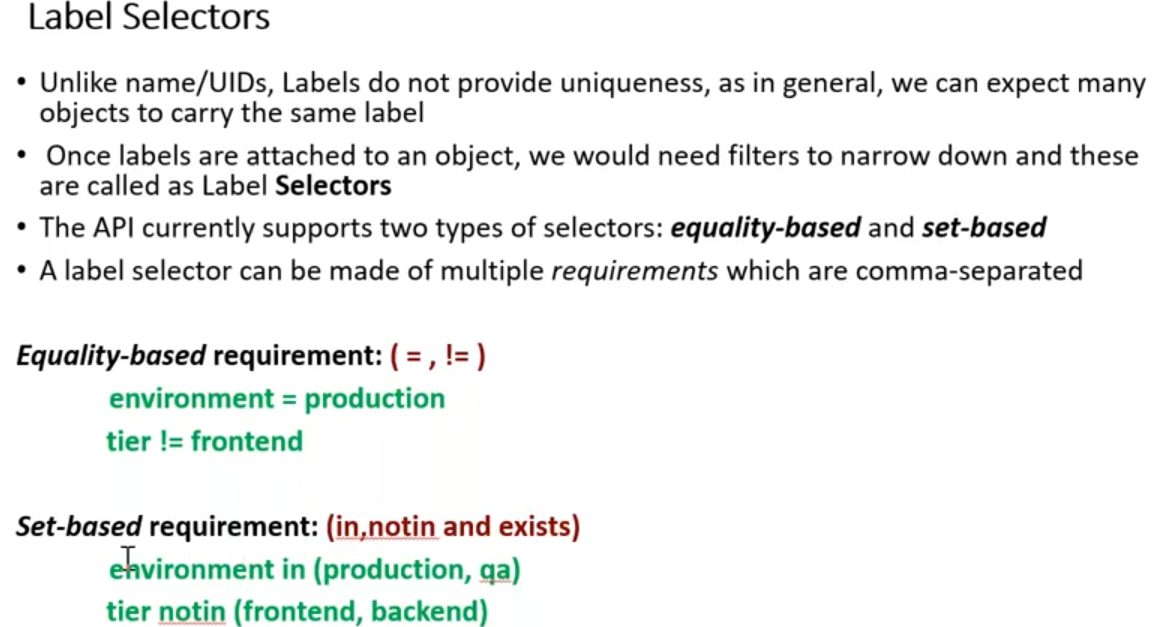 Label Selectors
• Unlike name/UIDs, Labels do not provide uniqueness, as in general, we can expect many
objects to carry the same label
• Once labels are attached to an object, we would need filters to narrow down and these
are called as Label Selectors
• The API currently supports two types of selectors: equality-based and set-based
• A label selector can be made of multiple requirements which are comma-separated
Equality-based requirement: ( = , != )
environment = production
tier != frontend
Set-based requirement: (in,notin and exists)
environment in (production, qa)
tier notin (frontend, backend)